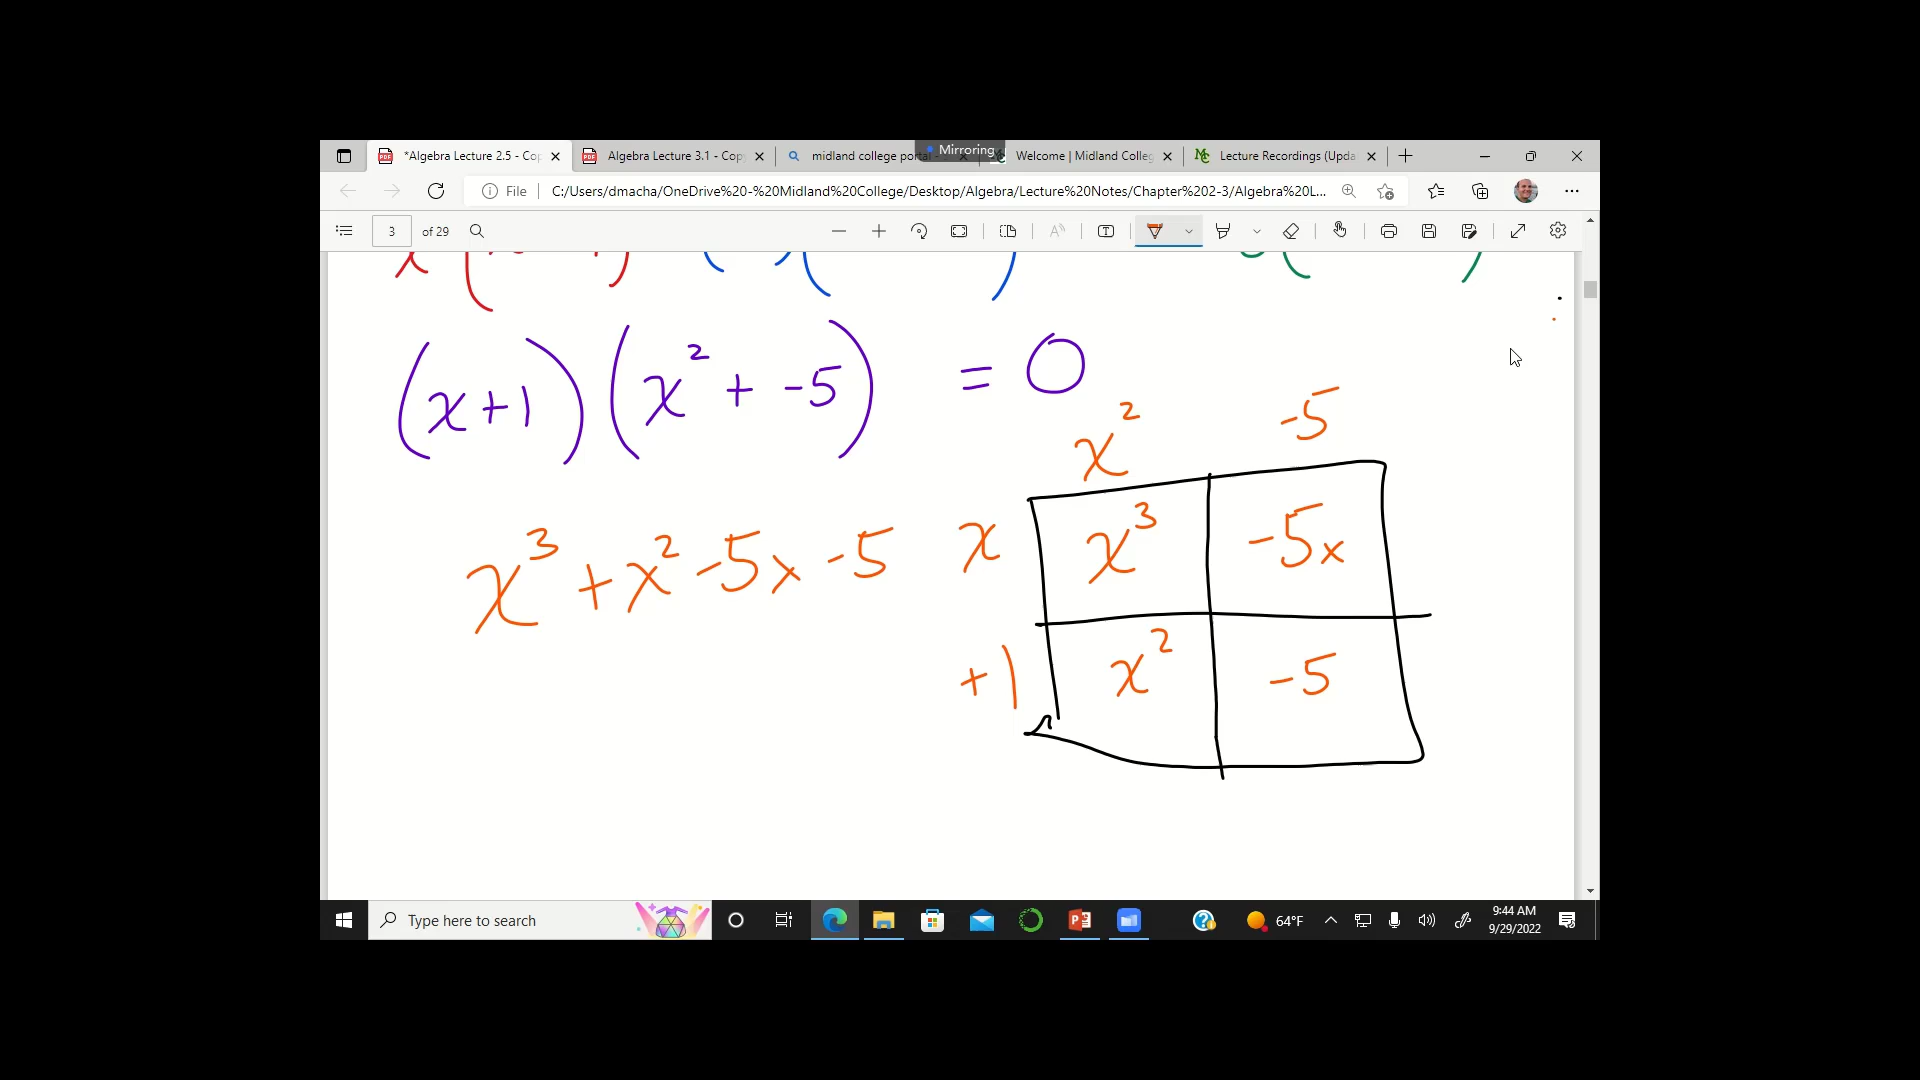 Mirroring
*Algebra Lecture 2.5 - Cop
Algebra Lecture 3.1 - Copy
midland college portal -
Welcome | Midland Colleg
Lecture Recordings (Upda
File
C:/Users/dmacha/OneDrive%20-%20Midland%20College/Desktop/Algebra/Lecture%20Notes/Chapter%202-3/Algebra%20L...
3 of 29
(x+1)(x² + -5) = 0
x² -5
x³ + x² - 5x - 5
x x³ -5x
+1 x² -5
Type here to search
64°F
9:44 AM
9/29/2022